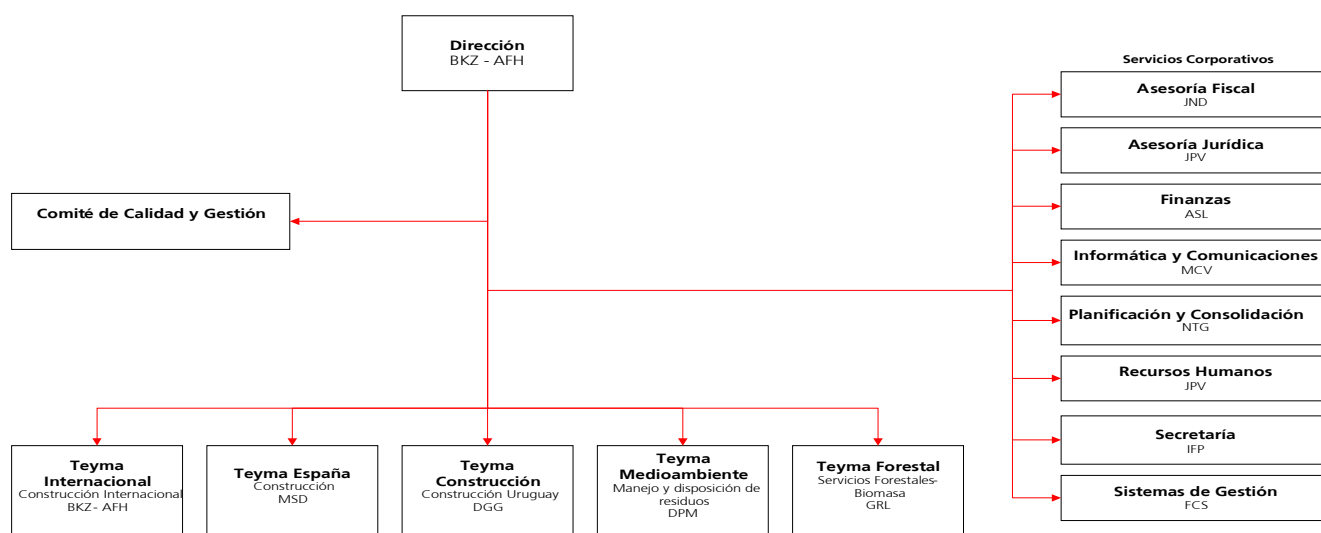 Dirección
BKZ - AFH
Servicios Corporativos
Asesoría Fiscal
JND
Asesoría Jurídica
JPV
Comité de Calidad y Gestión
Finanzas
ASL
Informática y Comunicaciones
MCV
Planificación y Consolidación
NTG
Recursos Humanos
JPV
Secretaría
IFP
Sistemas de Gestión
FCS
Teyma
Internacional
Construcción Internacional
BKZ- AFH
Teyma España
Construcción
MSD
Teyma
Construcción
Construcción Uruguay
DGG
Teyma
Medioambiente
Manejo y disposición de
residuos
DPM
Teyma Forestal
Servicios Forestales-
Biomasa
GRL